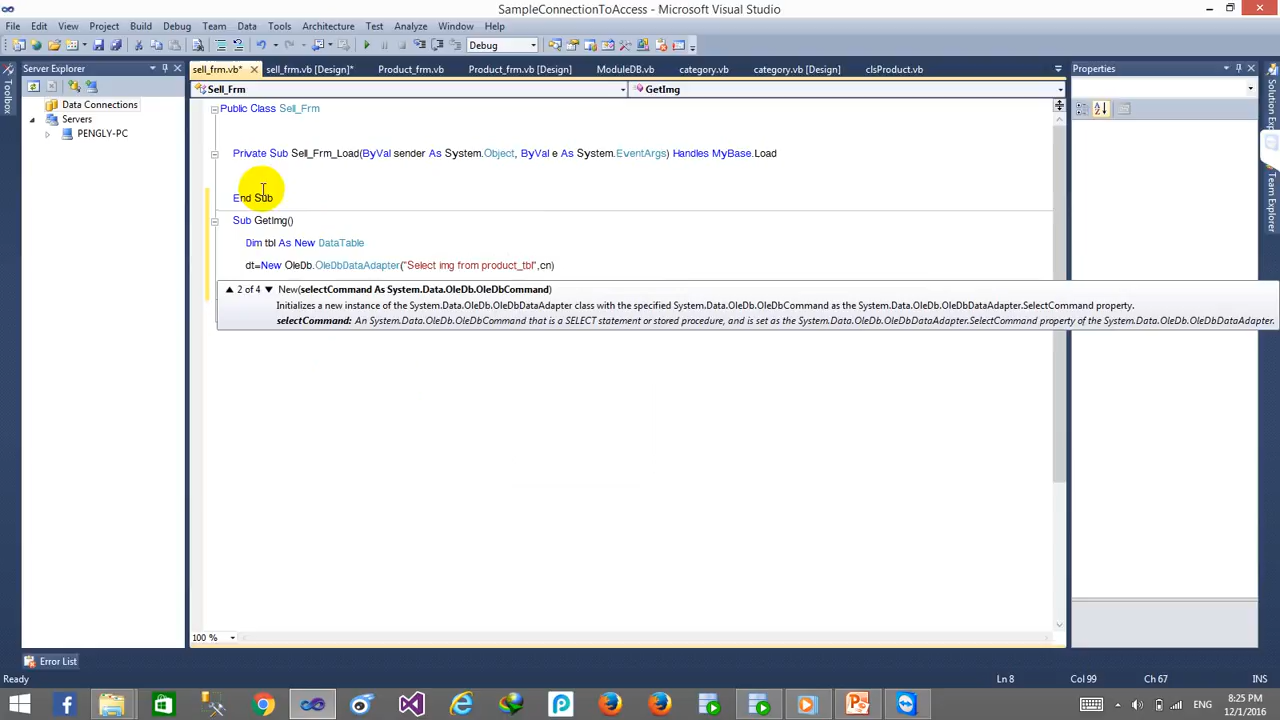 SampleConnectionToAccess - Microsoft Visual Studio
File Edit View Project Build Debug Team Data Tools Architecture Test Analyze Window Help
Debug
Server Explorer
sell_frm.vb* sell_frm.vb [Design]* Product_frm.vb Product_frm.vb [Design] ModuleDB.vb category.vb category.vb [Design] clsProduct.vb
Properties
Toolbox
Data Connections
Servers
PENGLY-PC
Sell_Frm GetImg
Public Class Sell_Frm
Private Sub Sell_Frm_Load(ByVal sender As System.Object, ByVal e As System.EventArgs) Handles MyBase.Load
End Sub
Sub GetImg()
Dim tbl As New DataTable
dt=New OleDb.OleDbDataAdapter("Select img from product_tbl",cn)
2 of 4 New(selectCommand As System.Data.OleDb.OleDbCommand)
Initializes a new instance of the System.Data.OleDb.OleDbDataAdapter class with the specified System.Data.OleDb.OleDbCommand as the System.Data.OleDb.OleDbDataAdapter.SelectCommand property.
selectCommand: An System.Data.OleDb.OleDbCommand that is a SELECT statement or stored procedure, and is set as the System.Data.OleDb.OleDbDataAdapter.SelectCommand property of the System.Data.OleDb.OleDbDataAdapter.
Solution Exp
Team Explorer
100 %
Error List
Ready
Ln 8 Col 99 Ch 67 INS
ENG
8:25 PM
12/1/2016